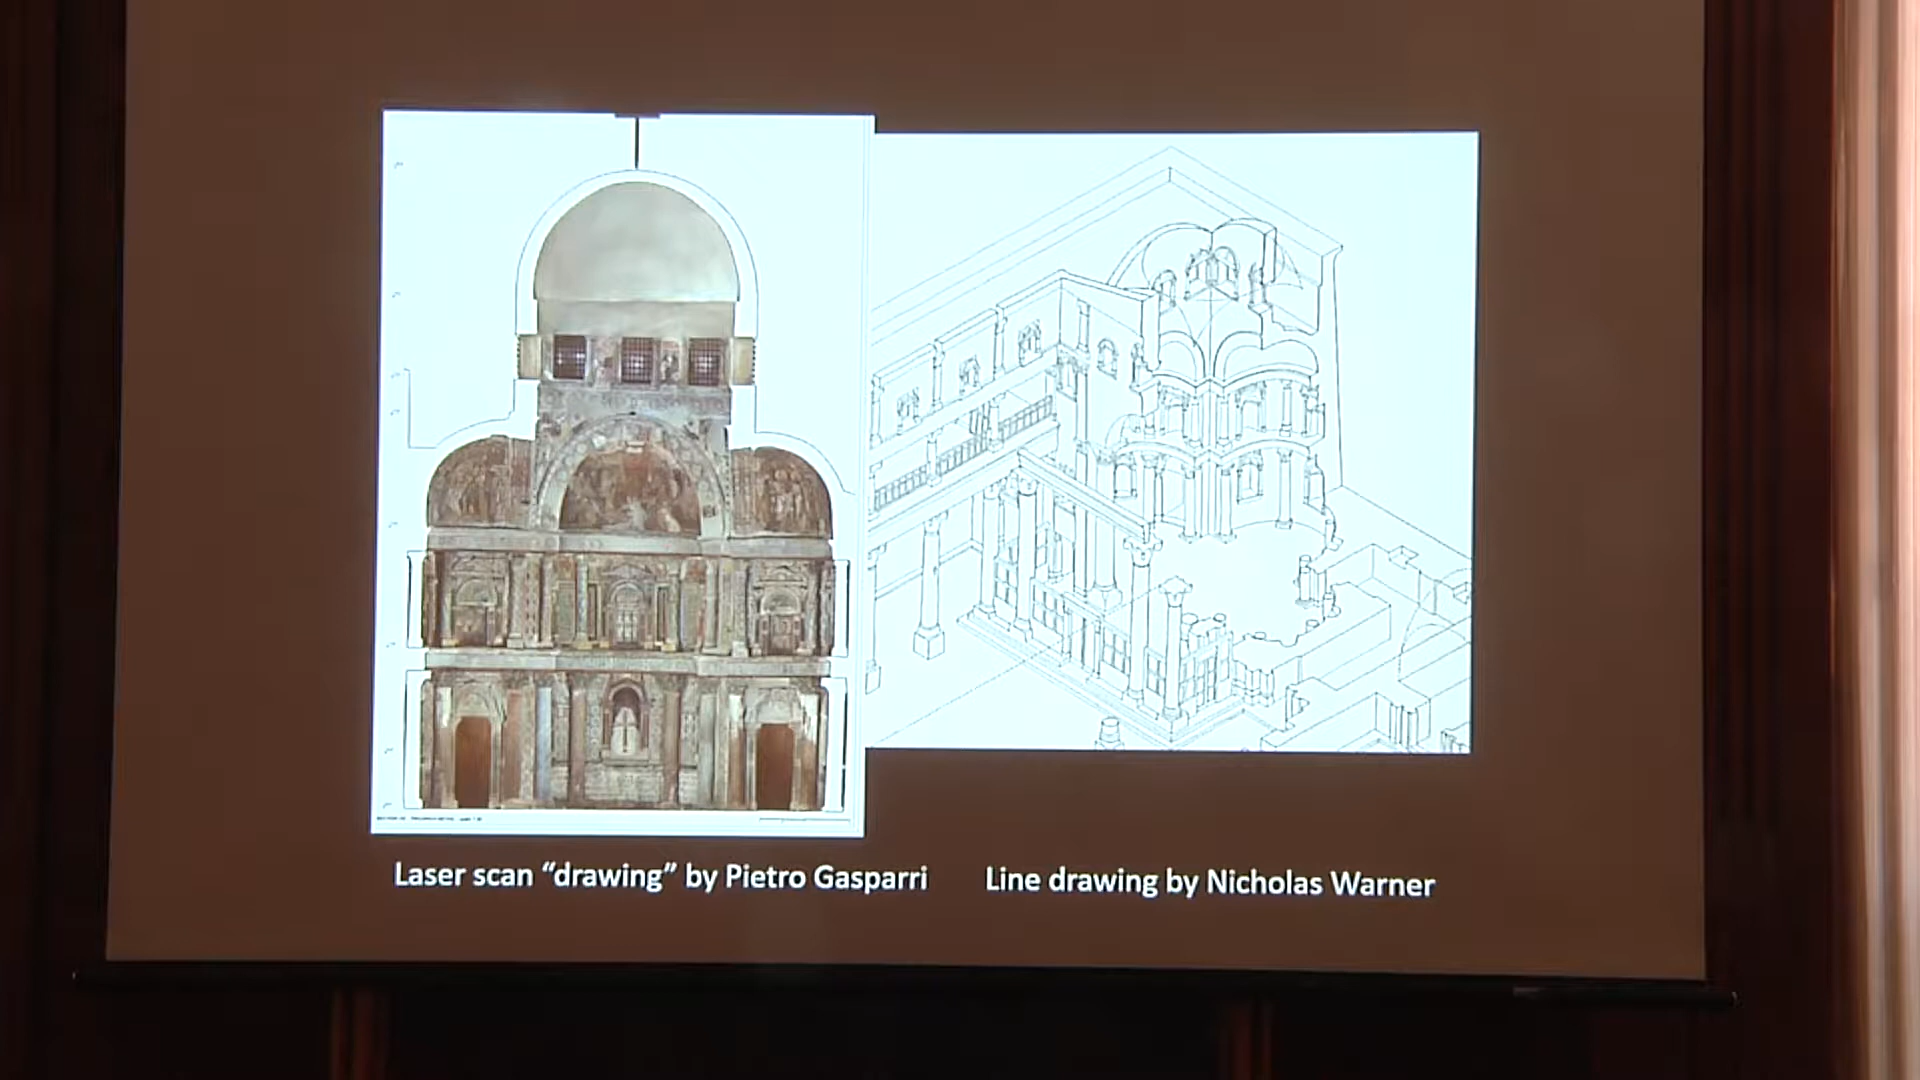 Laser scan “drawing” by Pietro Gasparri
Line drawing by Nicholas Warner